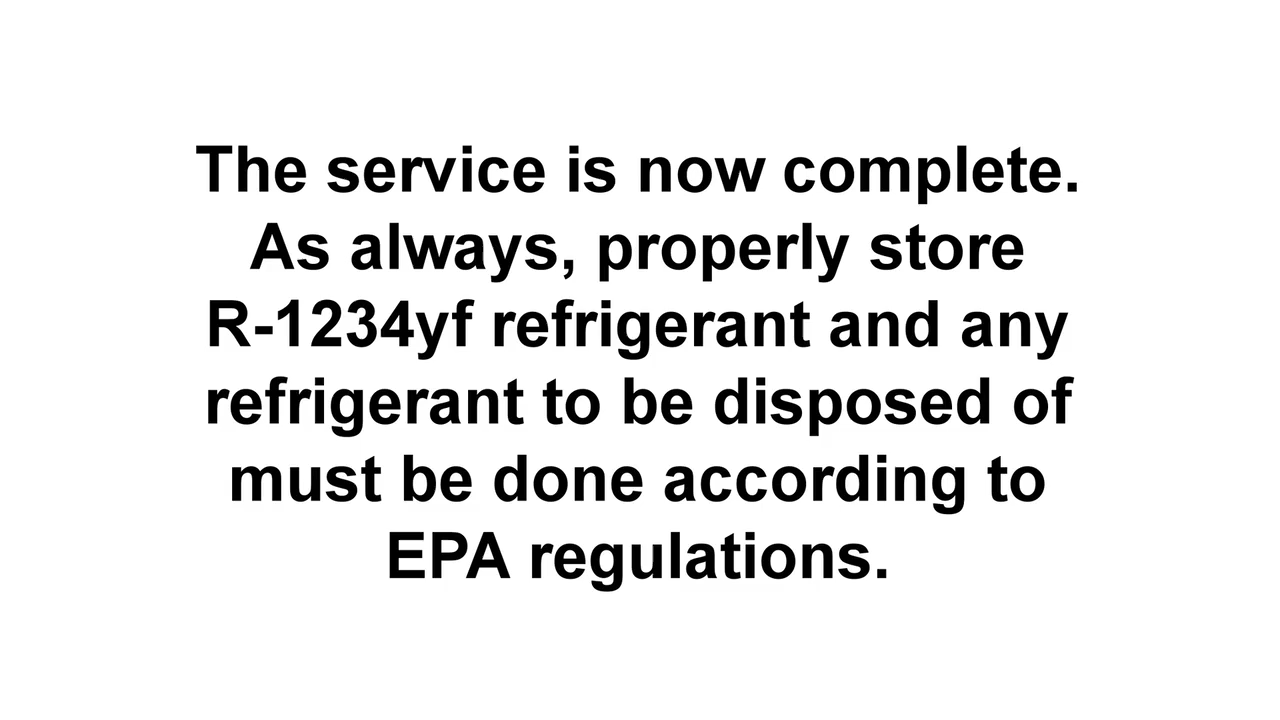 The service is now complete.
As always, properly store
R-1234yf refrigerant and any
refrigerant to be disposed of
must be done according to
EPA regulations.